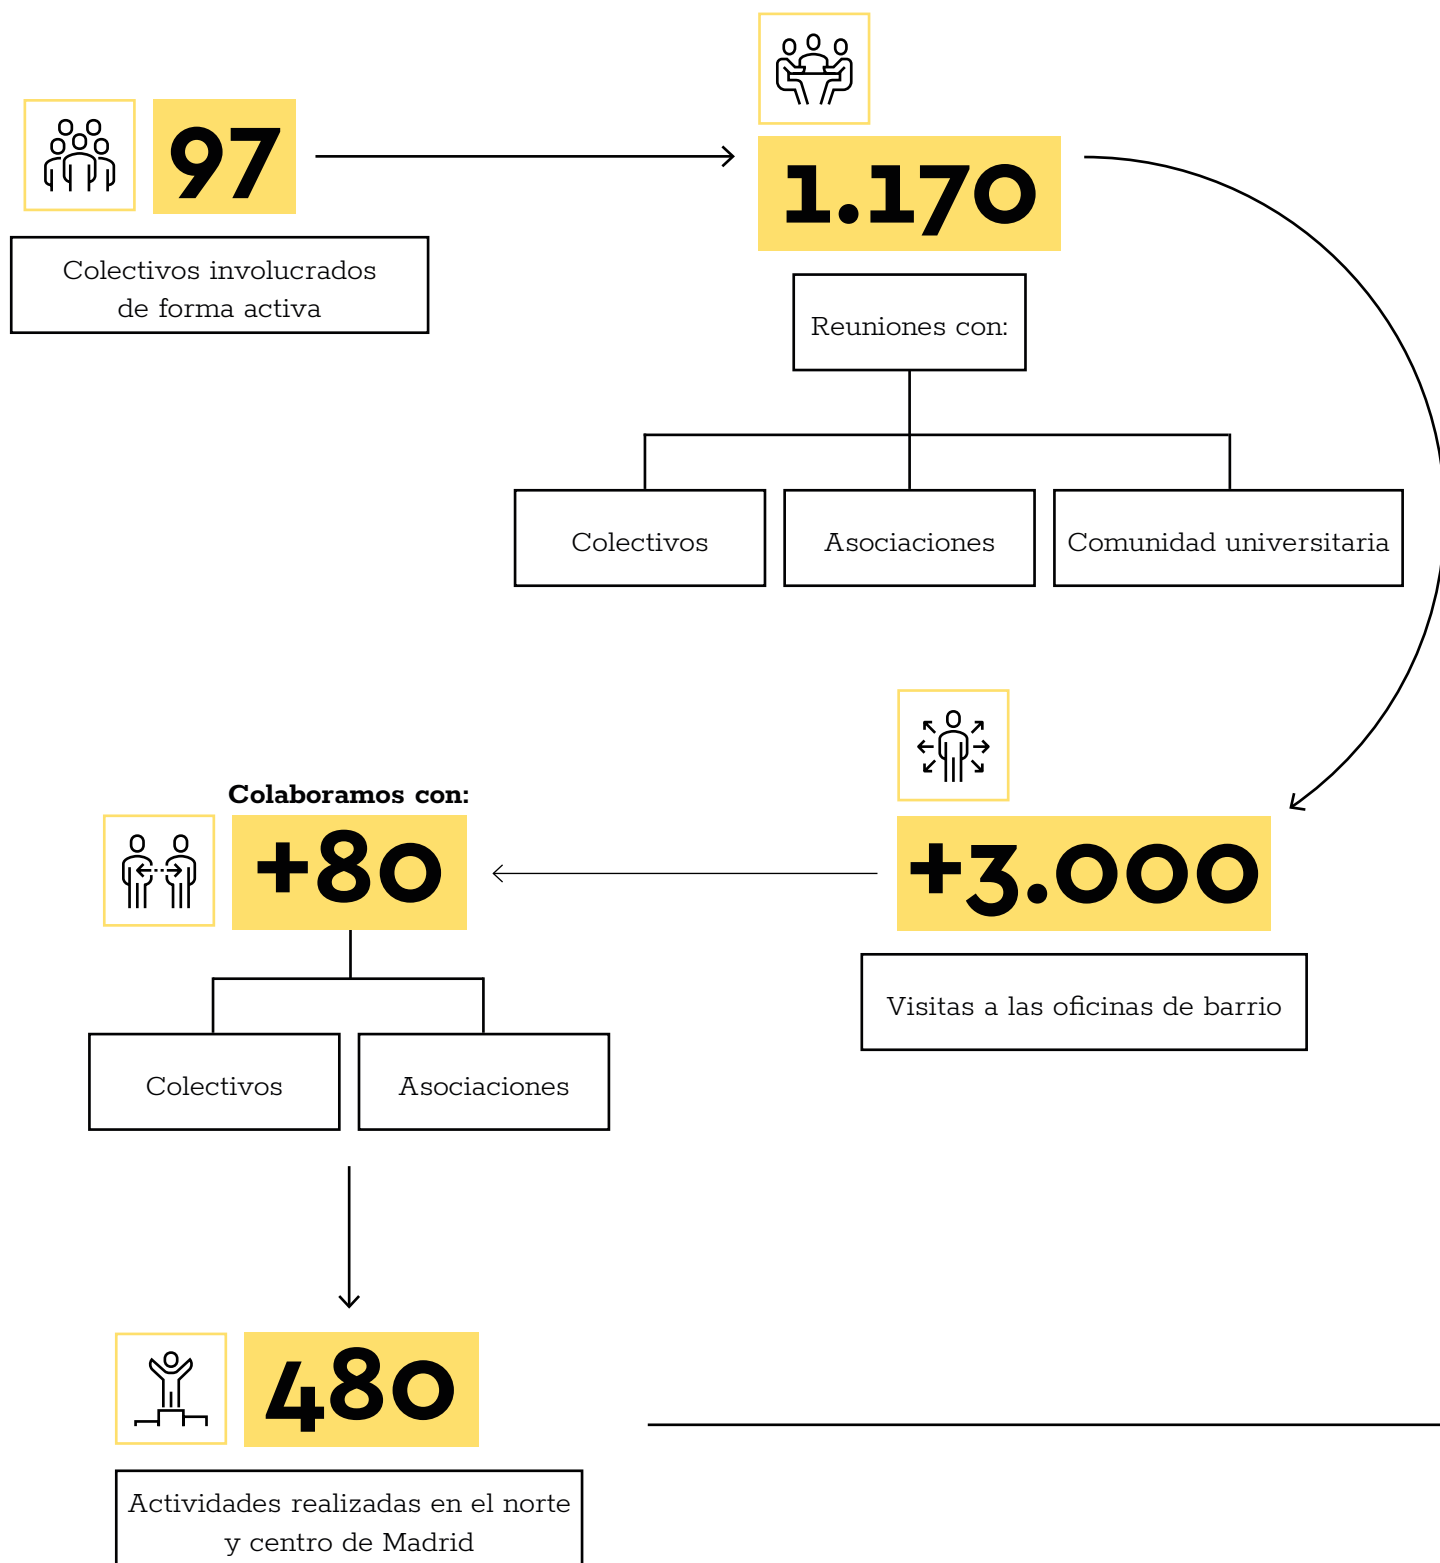 97
Colectivos involucrados
de forma activa
1.170
Reuniones con:
Colectivos
Asociaciones
Comunidad universitaria
+3.000
Visitas a las oficinas de barrio
Colaboramos con:
+80
Colectivos
Asociaciones
480
Actividades realizadas en el norte
y centro de Madrid